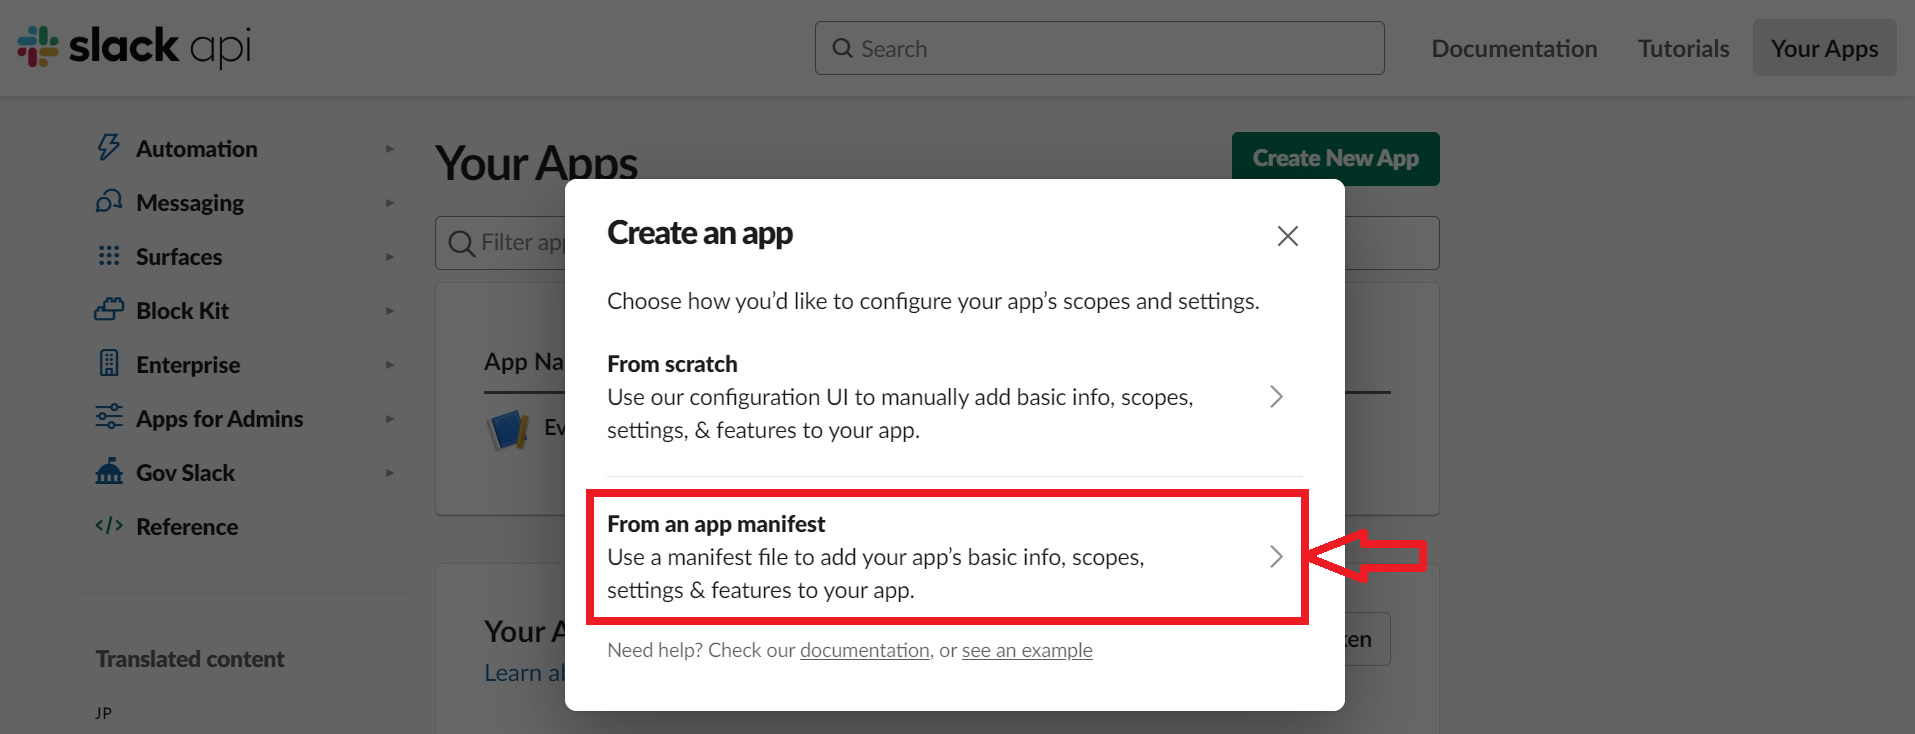 slack api
Search
Documentation
Tutorials
Your Apps
Automation
Messaging
Surfaces
Block Kit
Enterprise
Apps for Admins
Gov Slack
Reference
Translated content
JP
Your Apps
Create New App
Filter
App
Your
Learn
Create an app
Choose how you’d like to configure your app’s scopes and settings.
From scratch
Use our configuration UI to manually add basic info, scopes,
settings, & features to your app.
From an app manifest
Use a manifest file to add your app’s basic info, scopes,
settings & features to your app.
Need help? Check our documentation, or see an example